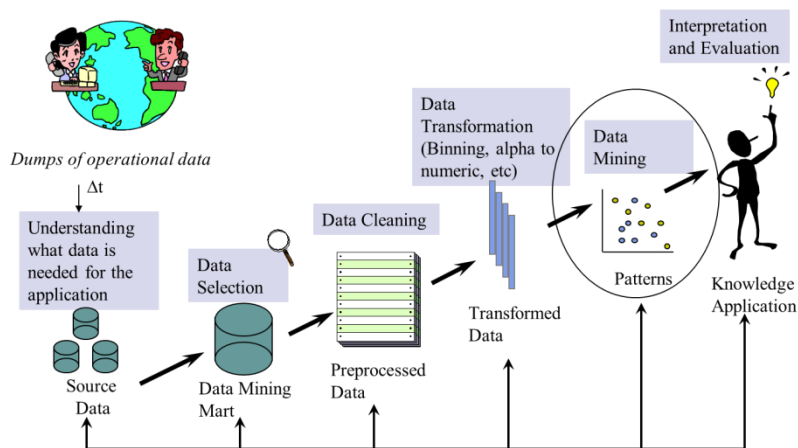 Dumps of operational data
Δt
Understanding
what data is
needed for the
application
Source
Data
Data
Selection
Data Mining
Mart
Data Cleaning
Preprocessed
Data
Data
Transformation
(Binning, alpha to
numeric, etc)
Transformed
Data
Data
Mining
Patterns
Interpretation
and Evaluation
Knowledge
Application